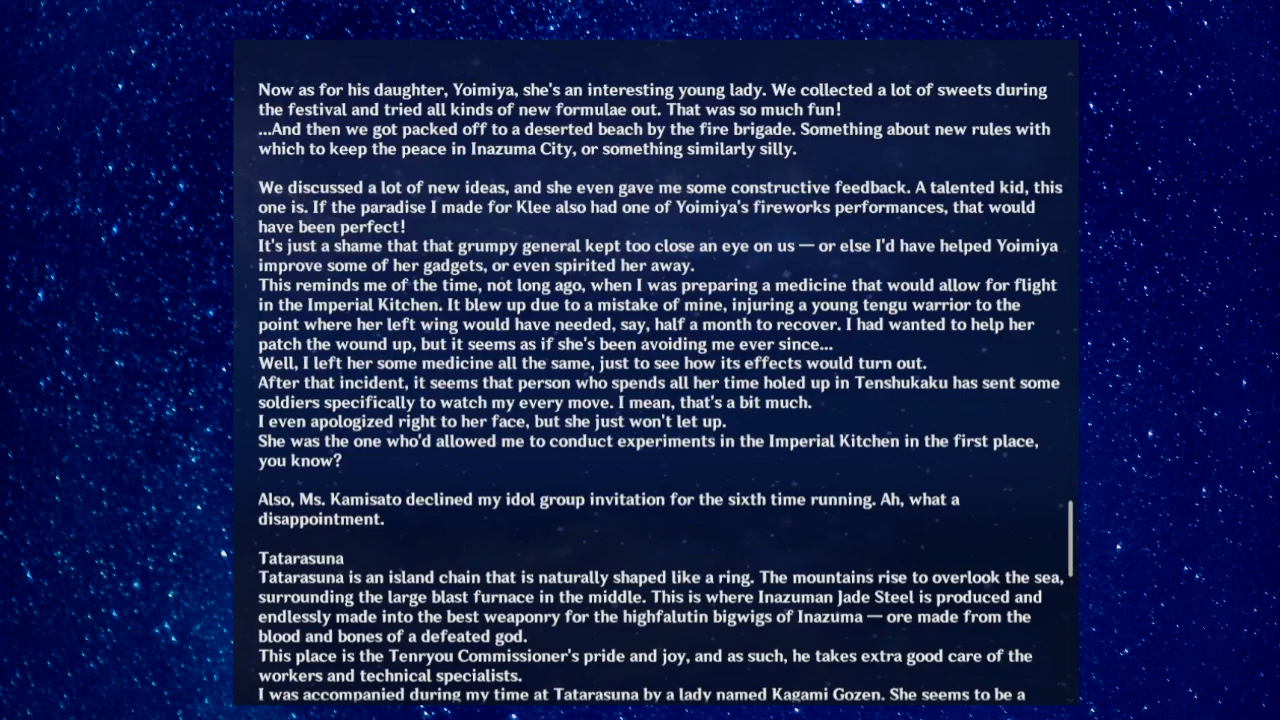 Now as for his daughter, Yoimiya, she's an interesting young lady. We collected a lot of sweets during
the festival and tried all kinds of new formulae out. That was so much fun!
...And then we got packed off to a deserted beach by the fire brigade. Something about new rules with
which to keep the peace in Inazuma City, or something similarly silly.
We discussed a lot of new ideas, and she even gave me some constructive feedback. A talented kid, this
one is. If the paradise I made for Klee also had one of Yoimiya's fireworks performances, that would
have been perfect!
It's just a shame that that grumpy general kept too close an eye on us — or else I'd have helped Yoimiya
improve some of her gadgets, or even spirited her away.
This reminds me of the time, not long ago, when I was preparing a medicine that would allow for flight
in the Imperial Kitchen. It blew up due to a mistake of mine, injuring a young tengu warrior to the
point where her left wing would have needed, say, half a month to recover. I had wanted to help her
patch the wound up, but it seems as if she's been avoiding me ever since...
Well, I left her some medicine all the same, just to see how its effects would turn out.
After that incident, it seems that person who spends all her time holed up in Tenshukaku has sent some
soldiers specifically to watch my every move. I mean, that's a bit much.
I even apologized right to her face, but she just won't let up.
She was the one who'd allowed me to conduct experiments in the Imperial Kitchen in the first place,
you know?
Also, Ms. Kamisato declined my idol group invitation for the sixth time running. Ah, what a
disappointment.
Tatarasuna
Tatarasuna is an island chain that is naturally shaped like a ring. The mountains rise to overlook the sea,
surrounding the large blast furnace in the middle. This is where Inazuman Jade Steel is produced and
endlessly made into the best weaponry for the highfalutin bigwigs of Inazuma — ore made from the
blood and bones of a defeated god.
This place is the Tenryou Commissioner's pride and joy, and as such, he takes extra good care of the
workers and technical specialists.
I was accompanied during my time at Tatarasuna by a lady named Kagami Gozen. She seems to be a